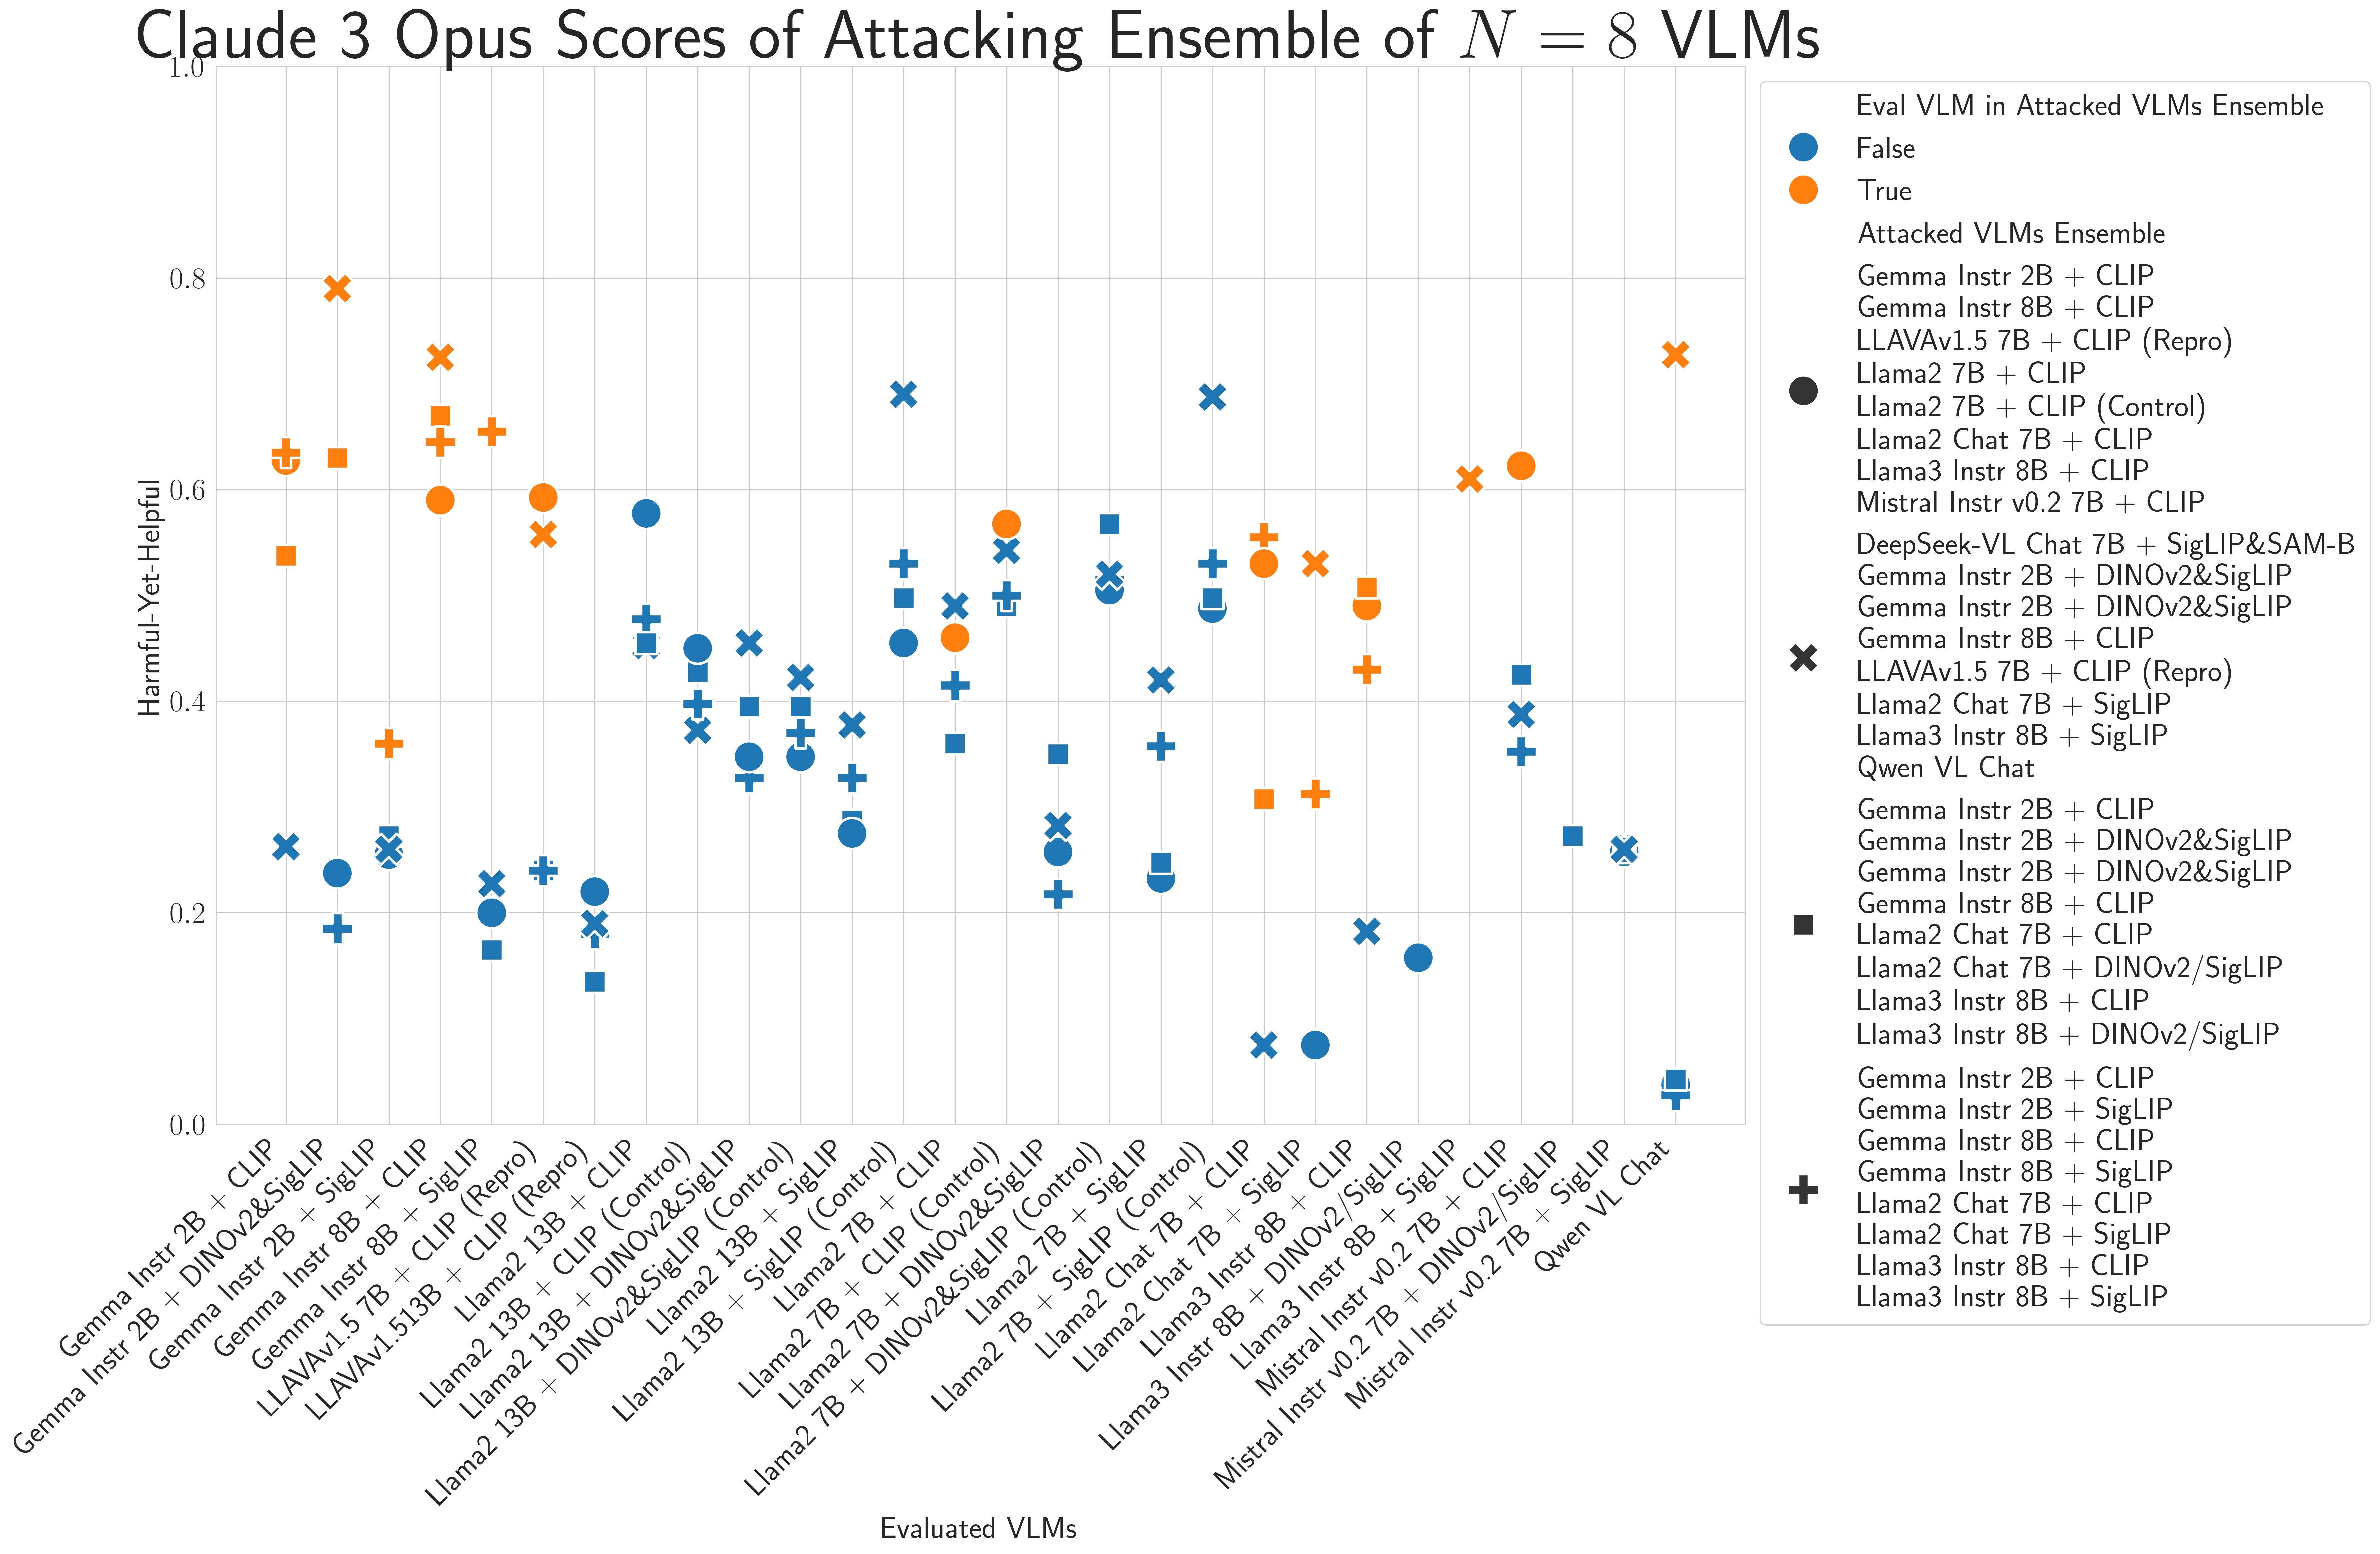 Claude 3 Opus Scores of Attacking Ensemble of N = 8 VLMs
1.0
0.8
0.6
0.4
0.2
0.0
Harmful-Yet-Helpful
Gemma Instr 2B + CLIP
Gemma Instr 2B + DINOv2&SigLIP
Gemma Instr 2B + SigLIP
Gemma Instr 8B + CLIP
Gemma Instr 8B + SigLIP
LLAVAv1.5 7B + CLIP (Repro)
LLAVAv1.513B + CLIP (Repro)
Llama2 13B + CLIP
Llama2 13B + CLIP (Control)
Llama2 13B + DINOv2&SigLIP
Llama2 13B + DINOv2&SigLIP (Control)
Llama2 13B + SigLIP
Llama2 13B + SigLIP (Control)
Llama2 7B + CLIP
Llama2 7B + CLIP (Control)
Llama2 7B + DINOv2&SigLIP
Llama2 7B + DINOv2&SigLIP (Control)
Llama2 7B + SigLIP
Llama2 7B + SigLIP (Control)
Llama2 Chat 7B + CLIP
Llama2 Chat 7B + SigLIP
Llama3 Instr 8B + CLIP
Llama3 Instr 8B + DINOv2/SigLIP
Llama3 Instr 8B + SigLIP
Mistral Instr v0.2 7B + CLIP
Mistral Instr v0.2 7B + DINOv2/SigLIP
Mistral Instr v0.2 7B + SigLIP
Qwen VL Chat
Evaluated VLMs
Eval VLM in Attacked VLMs Ensemble
False
True
Attacked VLMs Ensemble
Gemma Instr 2B + CLIP
Gemma Instr 8B + CLIP
LLAVAv1.5 7B + CLIP (Repro)
Llama2 7B + CLIP
Llama2 7B + CLIP (Control)
Llama2 Chat 7B + CLIP
Llama3 Instr 8B + CLIP
Mistral Instr v0.2 7B + CLIP
DeepSeek-VL Chat 7B + SigLIP&SAM-B
Gemma Instr 2B + DINOv2&SigLIP
Gemma Instr 2B + DINOv2&SigLIP
Gemma Instr 8B + CLIP
LLAVAv1.5 7B + CLIP (Repro)
Llama2 Chat 7B + SigLIP
Llama3 Instr 8B + SigLIP
Qwen VL Chat
Gemma Instr 2B + CLIP
Gemma Instr 2B + DINOv2&SigLIP
Gemma Instr 2B + DINOv2&SigLIP
Gemma Instr 8B + CLIP
Llama2 Chat 7B + CLIP
Llama2 Chat 7B + DINOv2/SigLIP
Llama3 Instr 8B + CLIP
Llama3 Instr 8B + DINOv2/SigLIP
Gemma Instr 2B + CLIP
Gemma Instr 2B + SigLIP
Gemma Instr 8B + CLIP
Gemma Instr 8B + SigLIP
Llama2 Chat 7B + CLIP
Llama2 Chat 7B + SigLIP
Llama3 Instr 8B + CLIP
Llama3 Instr 8B + SigLIP